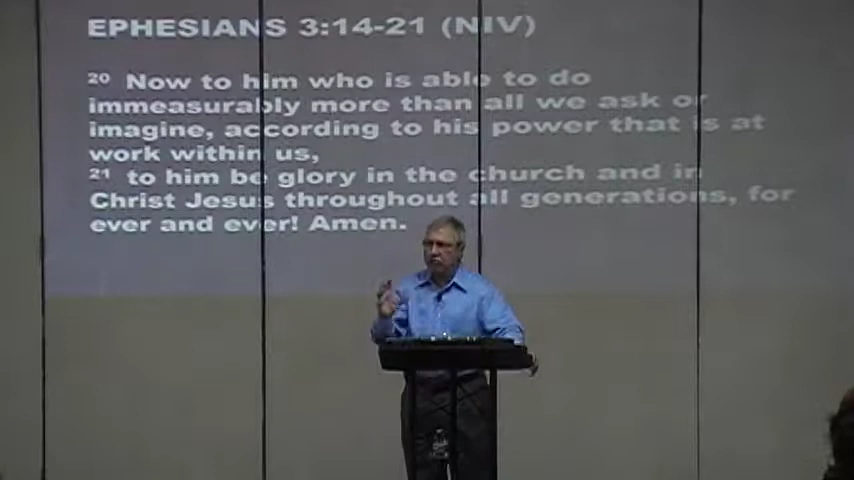 EPHESIANS 3:14-21 (NIV)
20 Now to him who is able to do
immeasurably more than all we ask or
imagine, according to his power that is at
work within us,
21 to him be glory in the church and in
Christ Jesus throughout all generations, for
ever and ever! Amen.